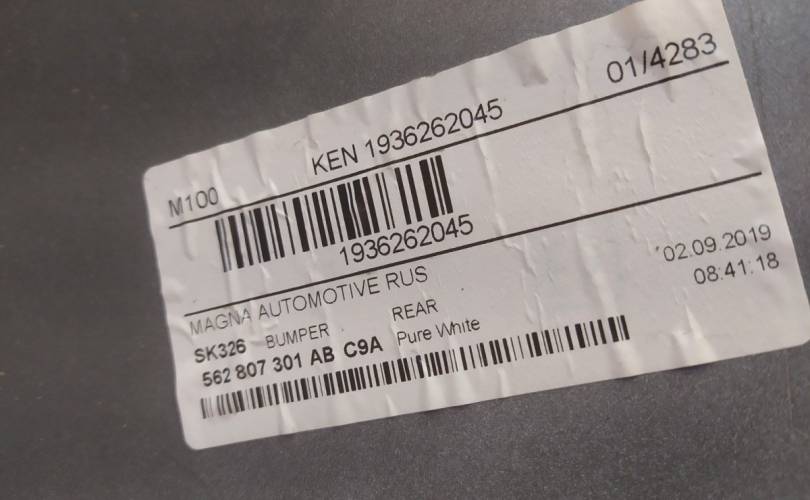 01/4283
M100 KEN 1936262045
1936262045
MAGNA AUTOMOTIVE RUS 02.09.2019
SK326 BUMPER REAR 08:41:18
562 807 301 AB C9A Pure White